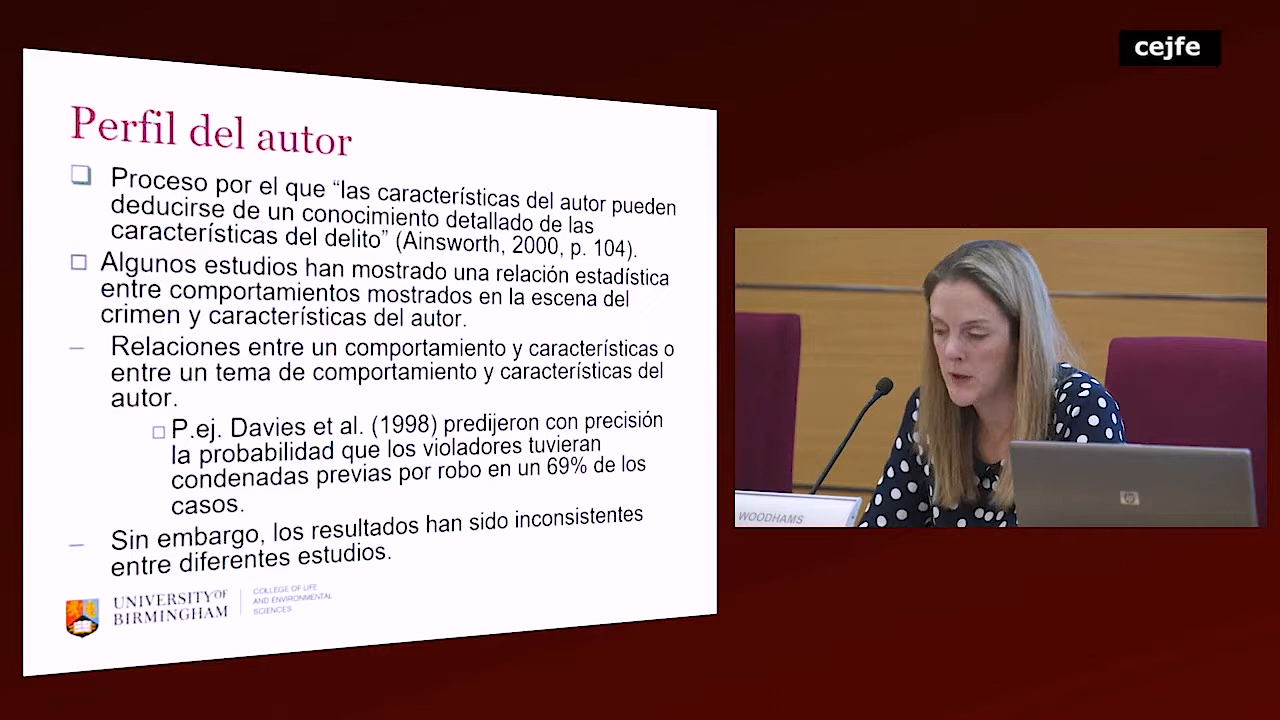 cejfe
Perfil del autor
Proceso por el que “las características del autor pueden
deducirse de un conocimiento detallado de las
características del delito” (Ainsworth, 2000, p. 104).
Algunos estudios han mostrado una relación estadística
entre comportamientos mostrados en la escena del
crimen y características del autor.
– Relaciones entre un comportamiento y características o
entre un tema de comportamiento y características del
autor.
P.ej. Davies et al. (1998) predijeron con precisión
la probabilidad que los violadores tuvieran
condenadas previas por robo en un 69% de los
casos.
– Sin embargo, los resultados han sido inconsistentes
entre diferentes estudios.
UNIVERSITY OF
BIRMINGHAM
COLLEGE OF LIFE
AND ENVIRONMENTAL
SCIENCES
WOODHAMS
hp